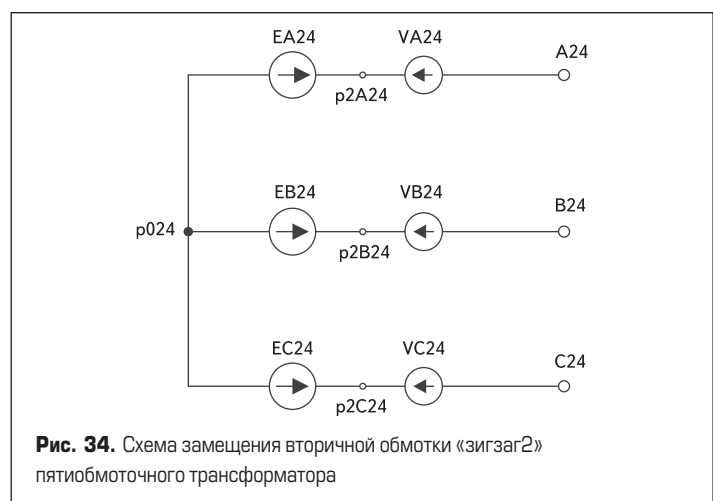 EA24 VA24 A24
p2A24
EB24 VB24 B24
p024
p2B24
EC24 VC24 C24
p2C24
Рис. 34. Схема замещения вторичной обмотки «зигзаг2»
пятиобмоточного трансформатора